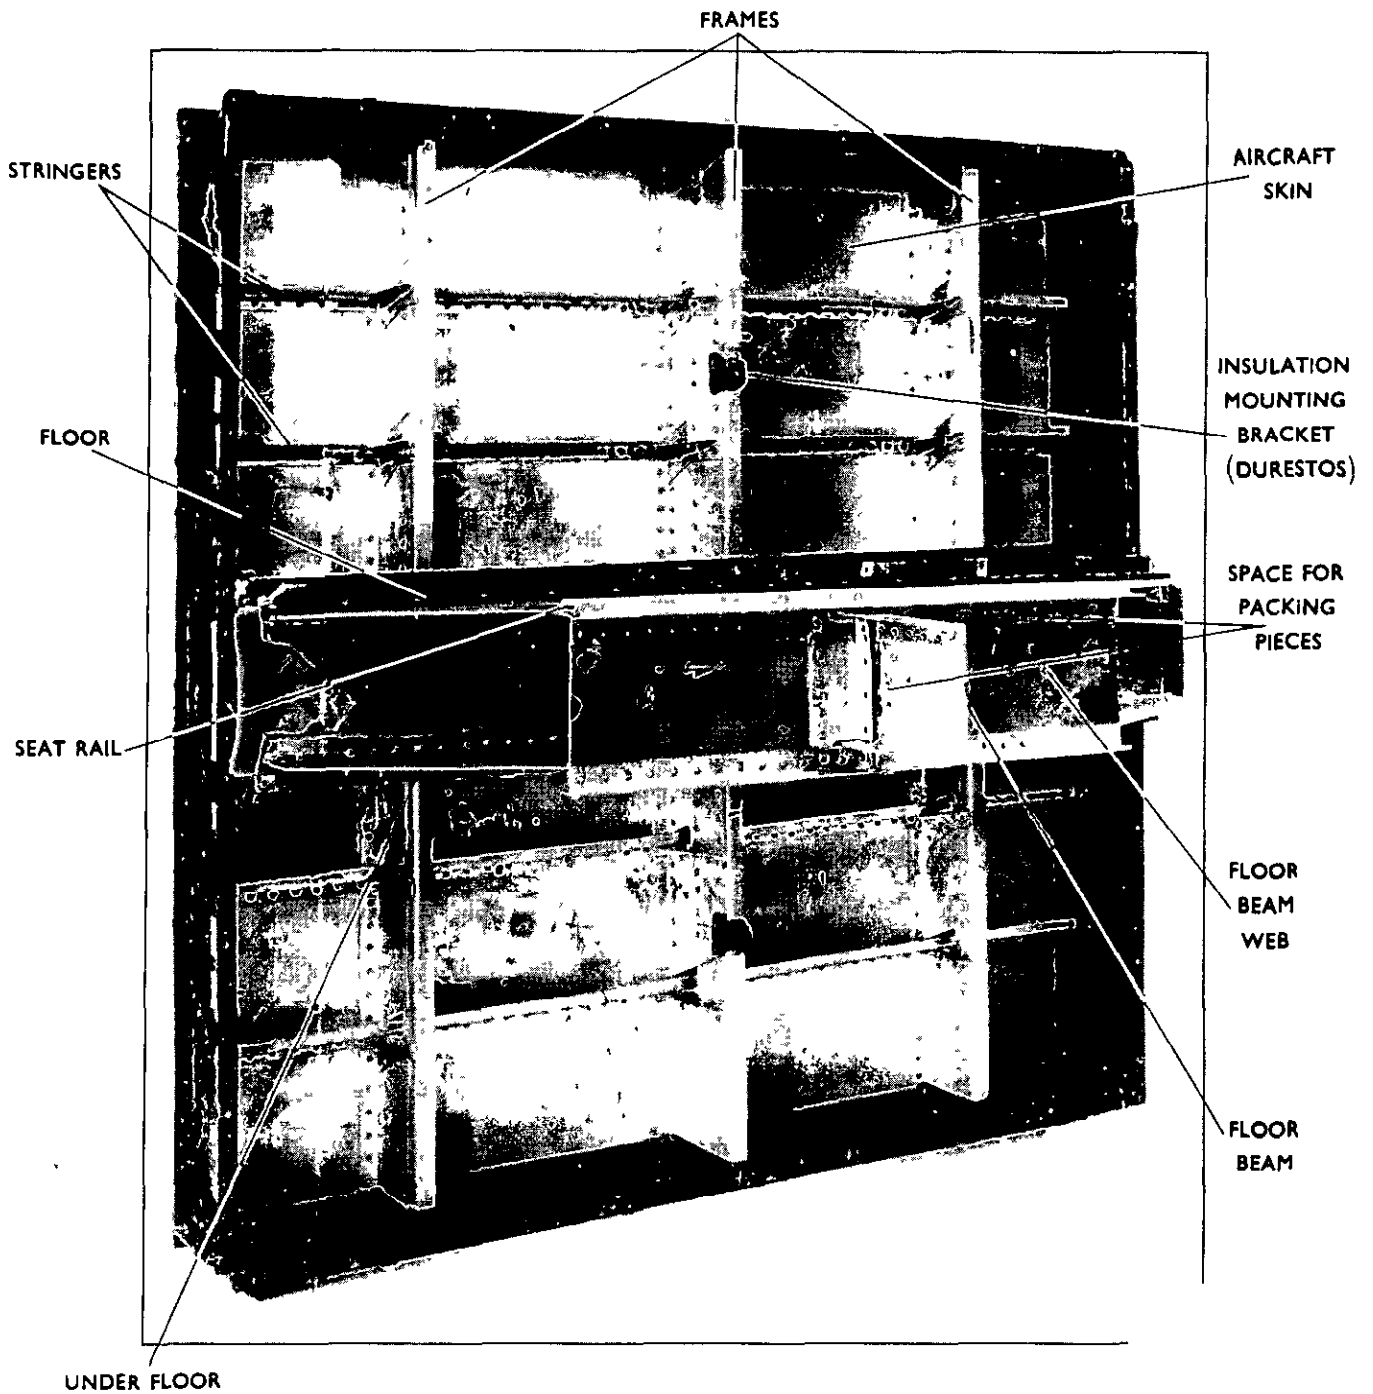 FRAMES
STRINGERS
AIRCRAFT
SKIN
INSULATION
MOUNTING
BRACKET
(DURESTOS)
FLOOR
SPACE FOR
PACKING
PIECES
SEAT RAIL
FLOOR
BEAM
WEB
FLOOR
BEAM
UNDER FLOOR